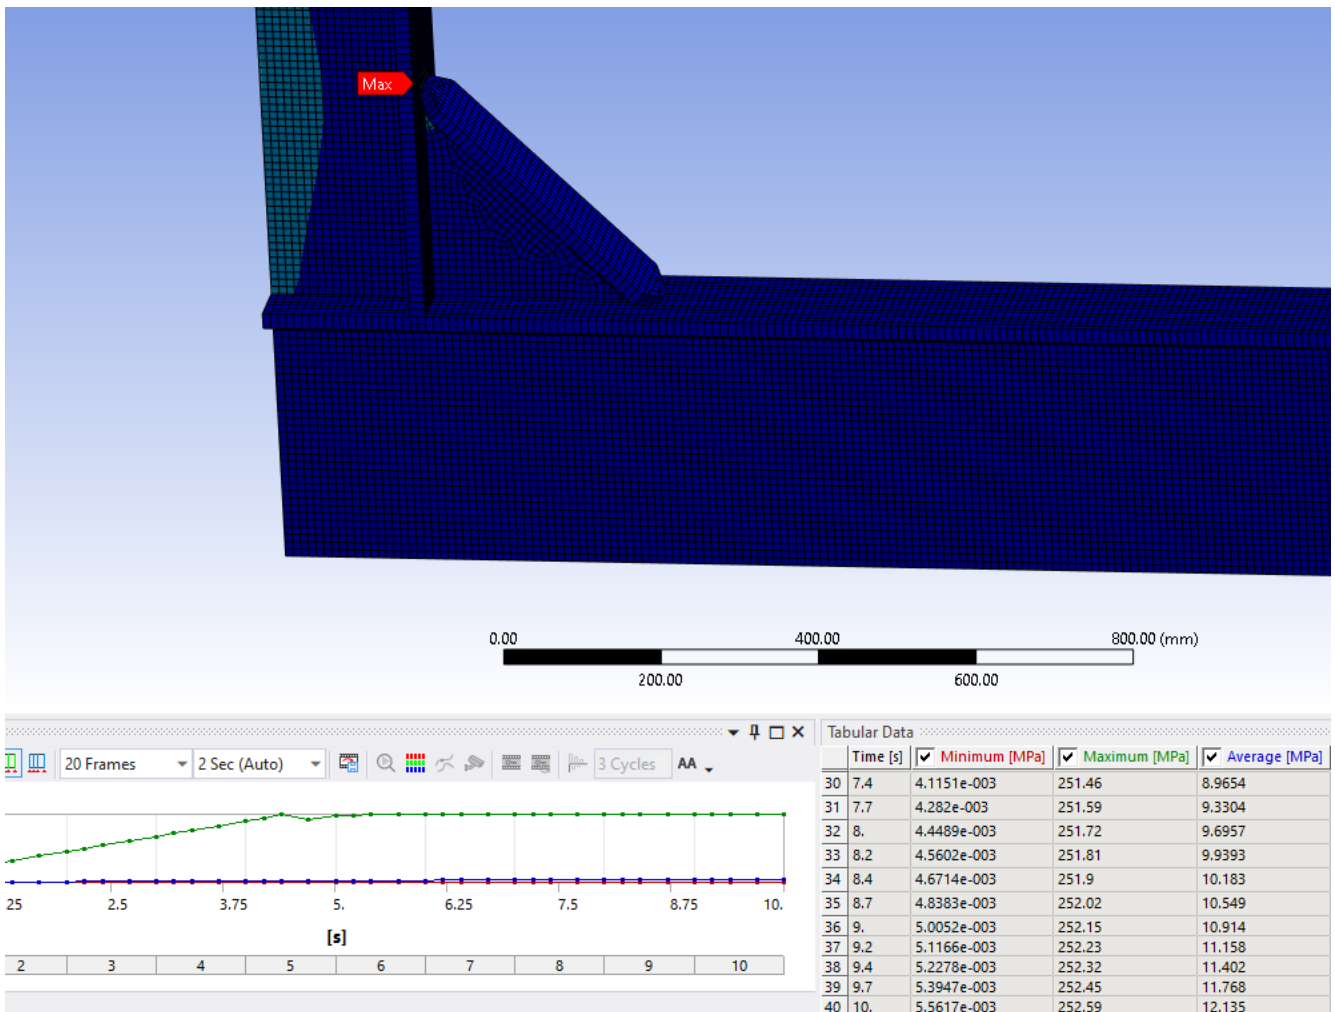 Max
0.00 400.00 800.00 (mm)
200.00 600.00
20 Frames 2 Sec (Auto) 3 Cycles AA
25 2.5 3.75 5. 6.25 7.5 8.75 10.
[s]
2 3 4 5 6 7 8 9 10
Tabular Data
Time [s] Minimum [MPa] Maximum [MPa] Average [MPa]
30 7.4 4.1151e-003 251.46 8.9654
31 7.7 4.282e-003 251.59 9.3304
32 8. 4.4489e-003 251.72 9.6957
33 8.2 4.5602e-003 251.81 9.9393
34 8.4 4.6714e-003 251.9 10.183
35 8.7 4.8383e-003 252.02 10.549
36 9. 5.0052e-003 252.15 10.914
37 9.2 5.1166e-003 252.23 11.158
38 9.4 5.2278e-003 252.32 11.402
39 9.7 5.3947e-003 252.45 11.768
40 10. 5.5617e-003 252.59 12.135